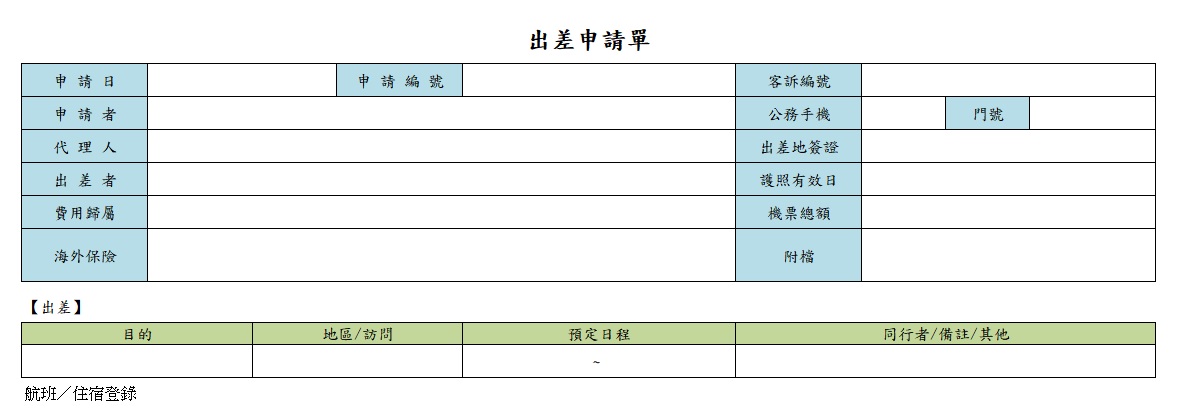 出差申請單
申請日 申請編號 客訴編號
申請者 公務手機 門號
代理人 出差地簽證
出差者 護照有效日
費用歸屬 機票總額
海外保險 附檔
【出差】
目的 地區/訪問 預定日程 同行者/備註/其他
~
航班／住宿登錄